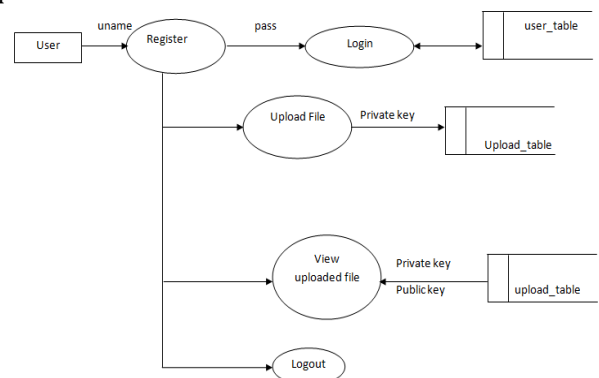 uname
pass
user_table
User
Register
Login
Upload File
Private key
Upload_table
View
uploaded file
Private key
Public key
upload_table
Logout